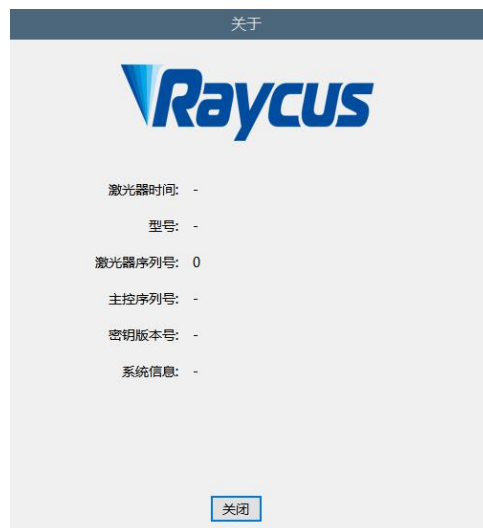 关于
Raycus
激光器时间: -
型号: -
激光器序列号: 0
主控序列号: -
密钥版本号: -
系统信息: -
关闭